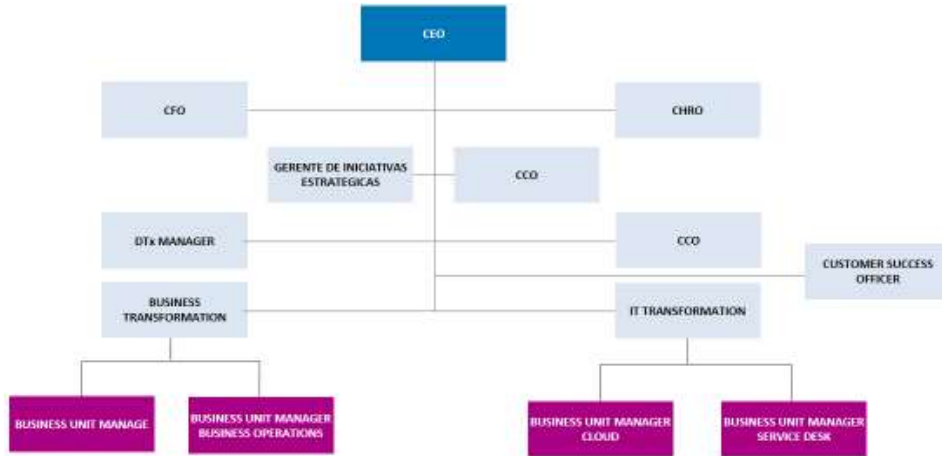 CEO
CFO
CHRO
GERENTE DE INICIATIVAS
ESTRATEGICAS
CCO
DTx MANAGER
CCO
CUSTOMER SUCCESS
OFFICER
BUSINESS
TRANSFORMATION
IT TRANSFORMATION
BUSINESS UNIT MANAGE
BUSINESS UNIT MANAGER
BUSINESS OPERATIONS
BUSINESS UNIT MANAGER
CLOUD
BUSINESS UNIT MANAGER
SERVICE DESK